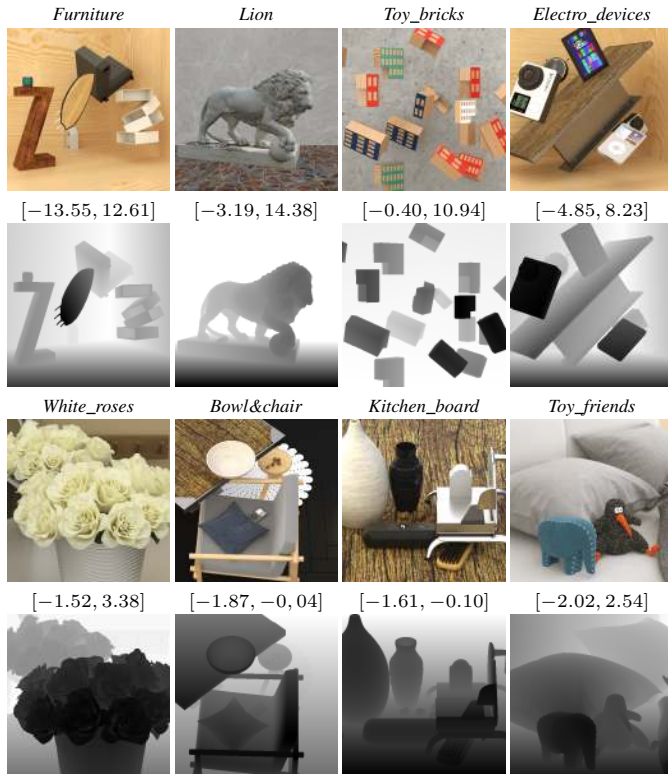 Furniture Lion Toy_bricks Electro_devices
[−13.55, 12.61] [−3.19, 14.38] [−0.40, 10.94] [−4.85, 8.23]
White_roses Bowl&chair Kitchen_board Toy_friends
[−1.52, 3.38] [−1.87, −0, 04] [−1.61, −0.10] [−2.02, 2.54]